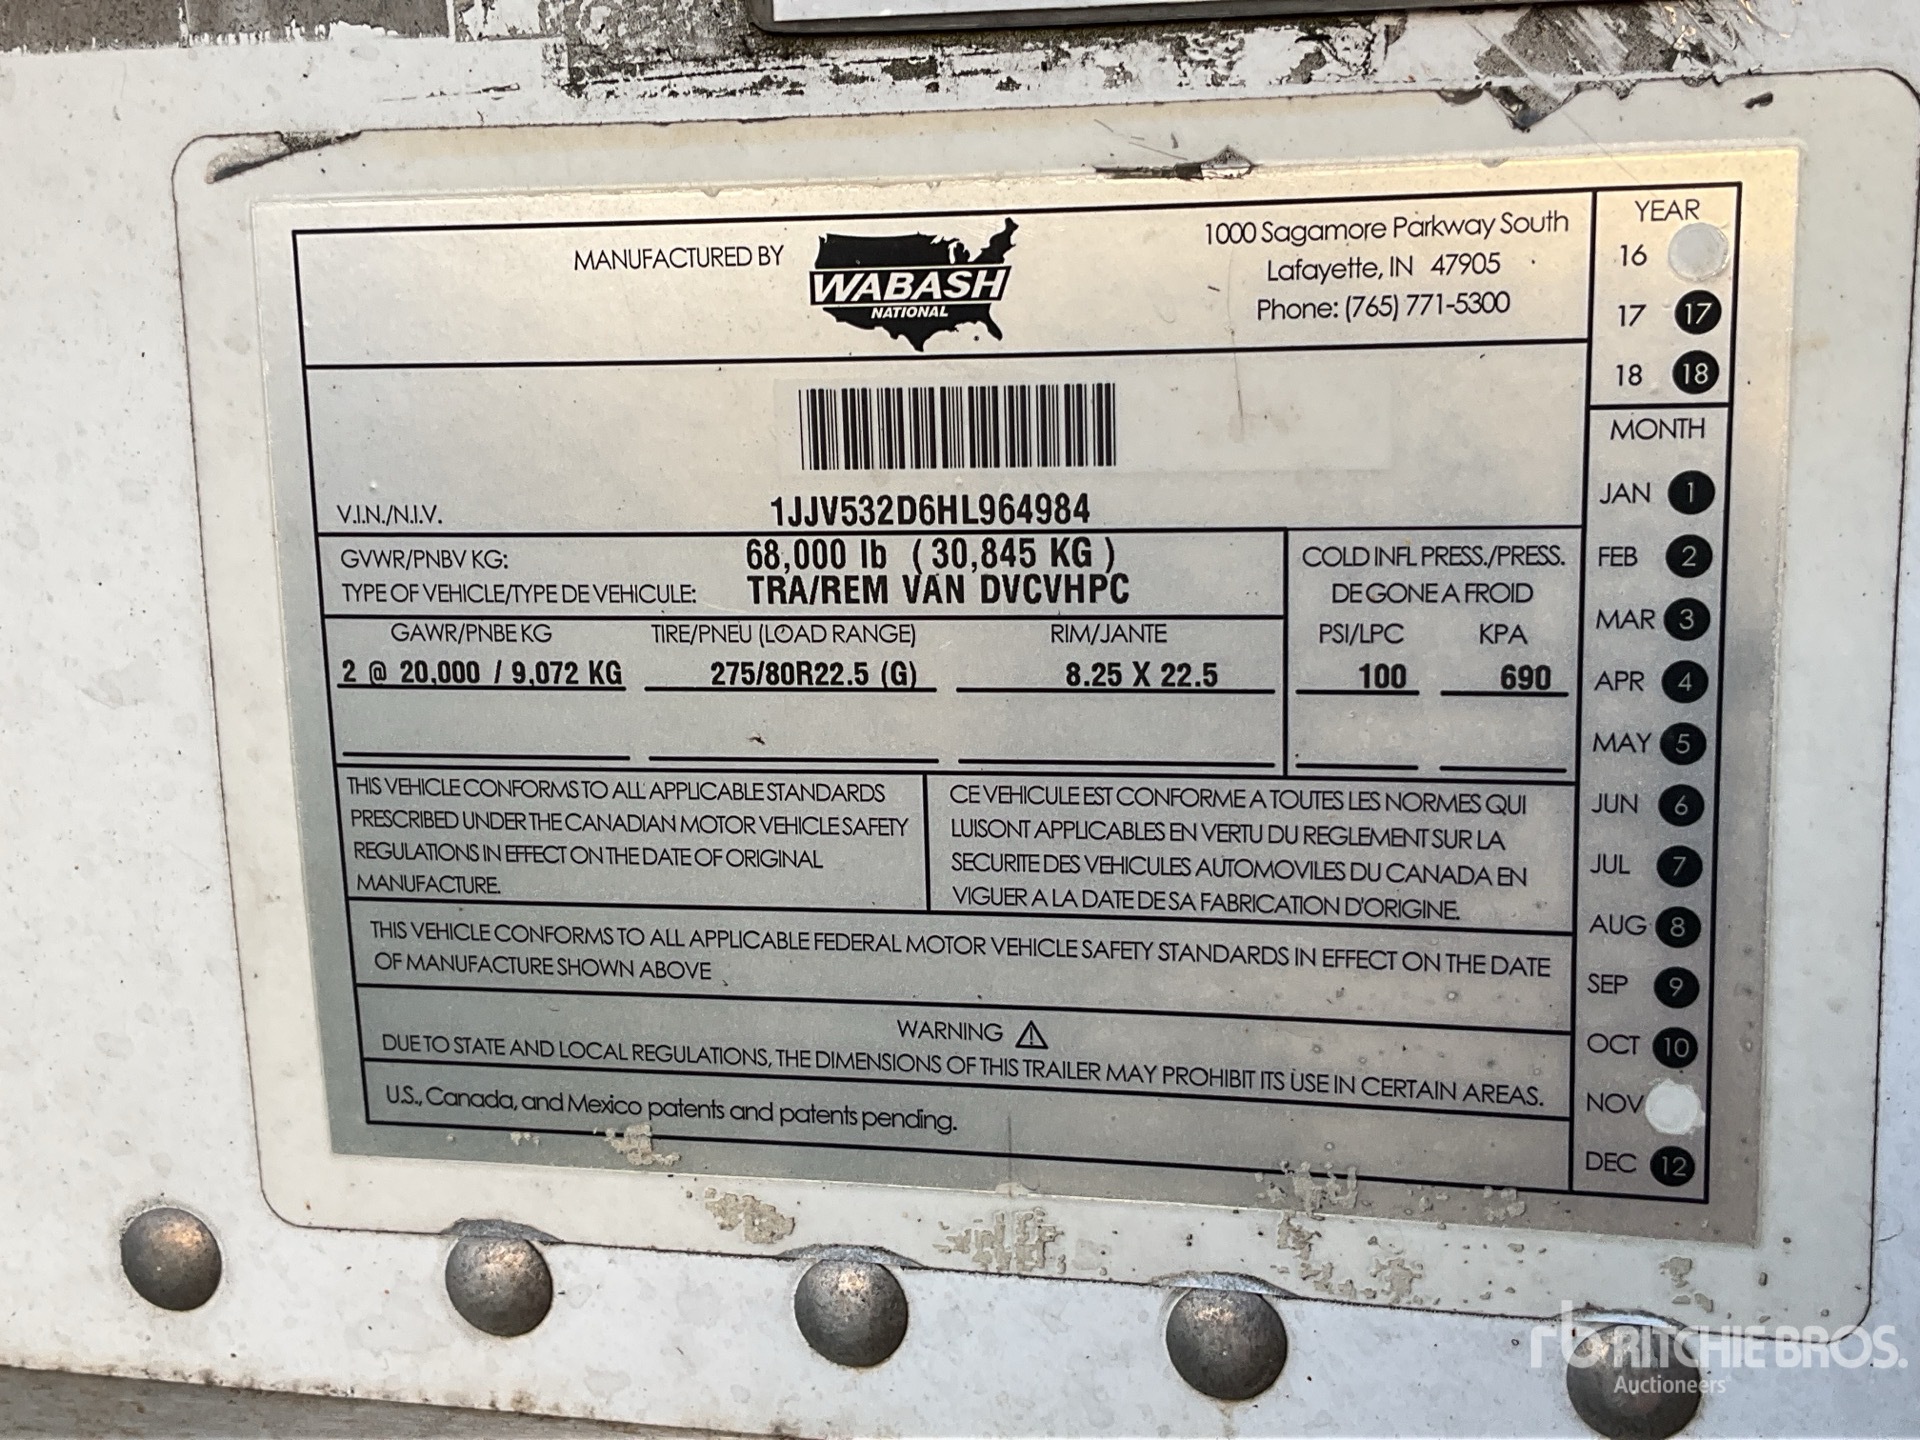 MANUFACTURED BY
WABASH
NATIONAL
1000 Sagamore Parkway South
Lafayette, IN 47905
Phone: (765) 771-5300
V.I.N./N.I.V. 1JJV532D6HL964984
GVWR/PNBV KG: 68,000 lb ( 30,845 KG )
TYPE OF VEHICLE/TYPE DE VEHICULE: TRA/REM VAN DVCVHPC
COLD INFL PRESS./PRESS.
DE GONE A FROID
GAWR/PNBE KG TIRE/PNEU (LOAD RANGE) RIM/JANTE PSI/LPC KPA
2 @ 20,000 / 9,072 KG 275/80R22.5 (G) 8.25 X 22.5 100 690
THIS VEHICLE CONFORMS TO ALL APPLICABLE STANDARDS
PRESCRIBED UNDER THE CANADIAN MOTOR VEHICLE SAFETY
REGULATIONS IN EFFECT ON THE DATE OF ORIGINAL
MANUFACTURE.
CE VEHICULE EST CONFORME A TOUTES LES NORMES QUI
LUISONT APPLICABLES EN VERTU DU REGLEMENT SUR LA
SECURITE DES VEHICULES AUTOMOVILES DU CANADA EN
VIGUER A LA DATE DE SA FABRICATION D'ORIGINE.
THIS VEHICLE CONFORMS TO ALL APPLICABLE FEDERAL MOTOR VEHICLE SAFETY STANDARDS IN EFFECT ON THE DATE
OF MANUFACTURE SHOWN ABOVE
WARNING
DUE TO STATE AND LOCAL REGULATIONS, THE DIMENSIONS OF THIS TRAILER MAY PROHIBIT ITS USE IN CERTAIN AREAS.
U.S., Canada, and Mexico patents and patents pending.
YEAR
16
17 17
18 18
MONTH
JAN 1
FEB 2
MAR 3
APR 4
MAY 5
JUN 6
JUL 7
AUG 8
SEP 9
OCT 10
NOV
DEC 12
rb RITCHIE BROS.
Auctioneers